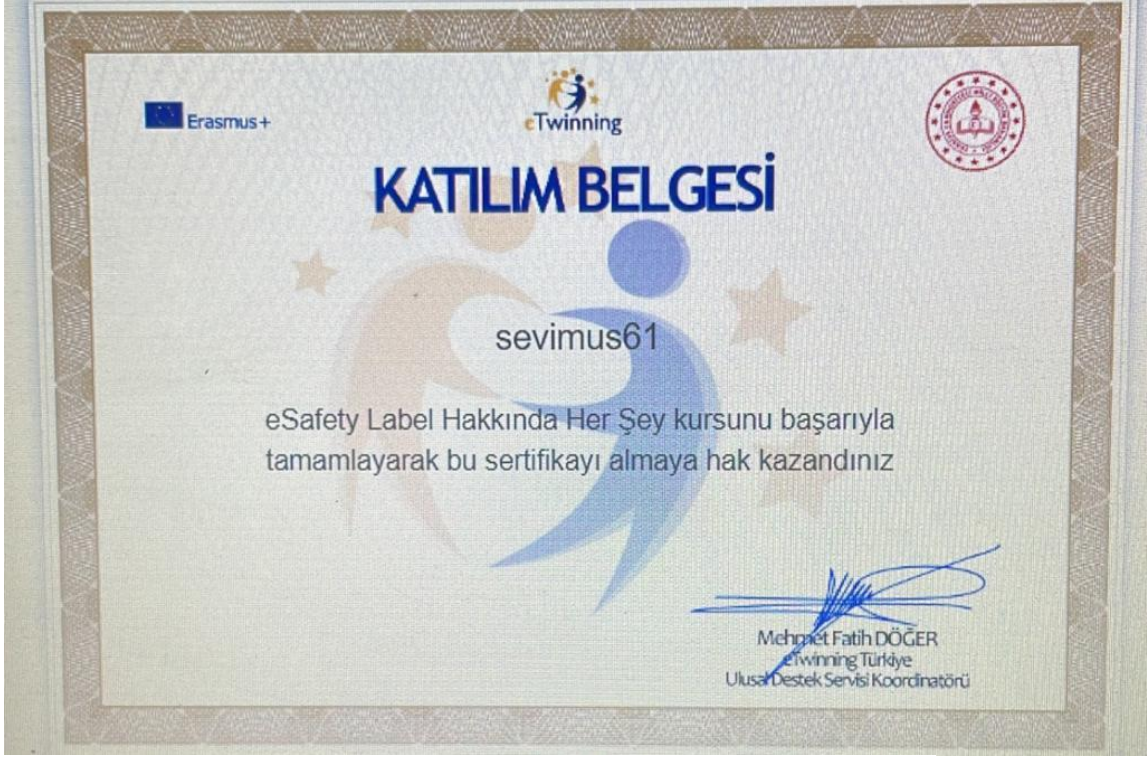 Erasmus+
eTwinning
KATILIM BELGESİ
sevimus61
eSafety Label Hakkında Her Şey kursunu başarıyla
tamamlayarak bu sertifikayı almaya hak kazandınız
Mehmet Fatih DÖĞER
eTwinning Türkiye
Ulusal Destek Servisi Koordinatörü